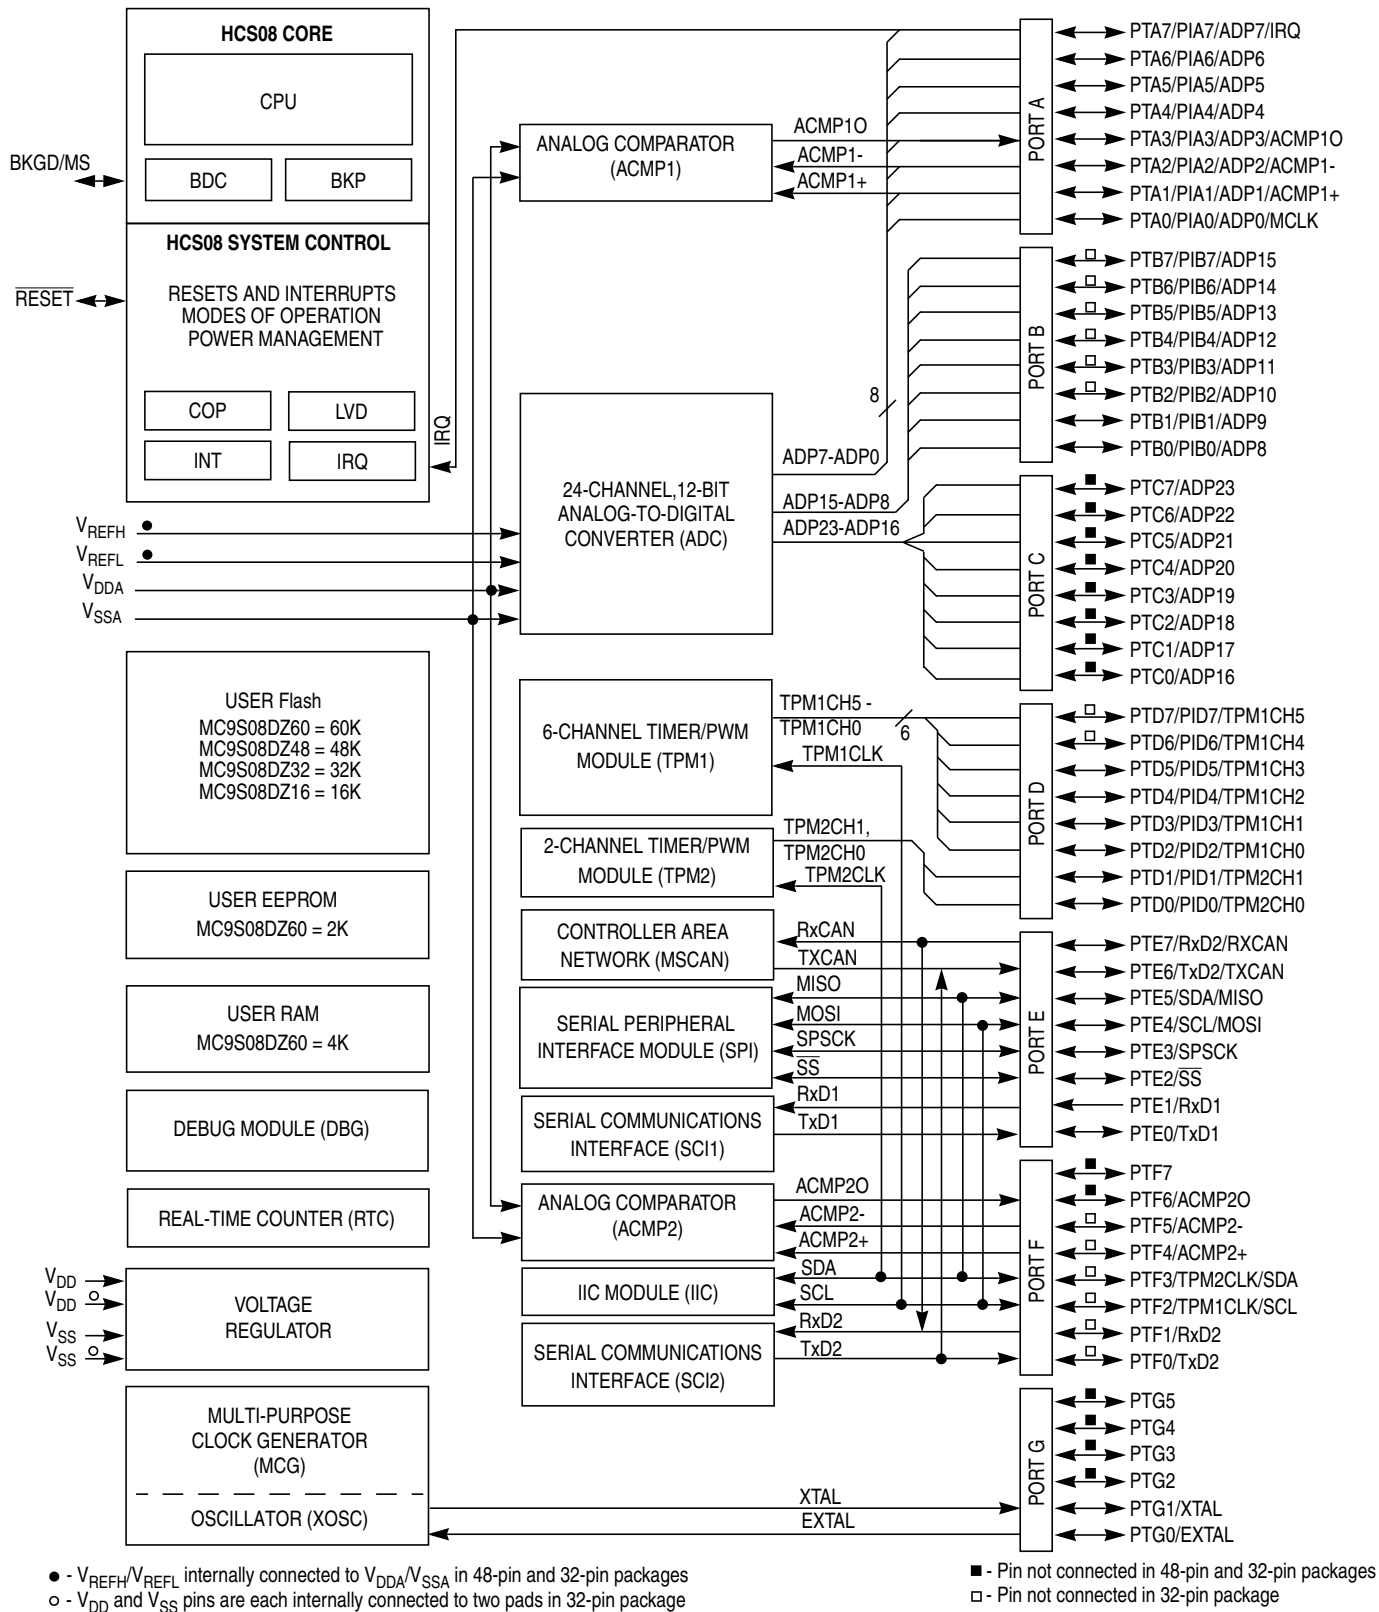 HCS08 CORE
CPU
BDC
BKP
BKGD/MS
HCS08 SYSTEM CONTROL
RESETS AND INTERRUPTS
MODES OF OPERATION
POWER MANAGEMENT
RESET
COP
LVD
INT
IRQ
IRQ
VREFH
VREFL
VDDA
VSSA
USER Flash
MC9S08DZ60 = 60K
MC9S08DZ48 = 48K
MC9S08DZ32 = 32K
MC9S08DZ16 = 16K
USER EEPROM
MC9S08DZ60 = 2K
USER RAM
MC9S08DZ60 = 4K
DEBUG MODULE (DBG)
REAL-TIME COUNTER (RTC)
VDD
VDD
VSS
VSS
VOLTAGE
REGULATOR
MULTI-PURPOSE
CLOCK GENERATOR
(MCG)
OSCILLATOR (XOSC)
ANALOG COMPARATOR
(ACMP1)
ACMP1O
ACMP1-
ACMP1+
24-CHANNEL,12-BIT
ANALOG-TO-DIGITAL
CONVERTER (ADC)
8
ADP7-ADP0
ADP15-ADP8
ADP23-ADP16
6-CHANNEL TIMER/PWM
MODULE (TPM1)
TPM1CH5 -
TPM1CH0
6
TPM1CLK
2-CHANNEL TIMER/PWM
MODULE (TPM2)
TPM2CH1,
TPM2CH0
TPM2CLK
CONTROLLER AREA
NETWORK (MSCAN)
RxCAN
TXCAN
SERIAL PERIPHERAL
INTERFACE MODULE (SPI)
MISO
MOSI
SPSCK
SS
SERIAL COMMUNICATIONS
INTERFACE (SCI1)
RxD1
TxD1
ANALOG COMPARATOR
(ACMP2)
ACMP2O
ACMP2-
ACMP2+
IIC MODULE (IIC)
SDA
SCL
SERIAL COMMUNICATIONS
INTERFACE (SCI2)
RxD2
TxD2
XTAL
EXTAL
PORT A
PTA7/PIA7/ADP7/IRQ
PTA6/PIA6/ADP6
PTA5/PIA5/ADP5
PTA4/PIA4/ADP4
PTA3/PIA3/ADP3/ACMP1O
PTA2/PIA2/ADP2/ACMP1-
PTA1/PIA1/ADP1/ACMP1+
PTA0/PIA0/ADP0/MCLK
PORT B
PTB7/PIB7/ADP15
PTB6/PIB6/ADP14
PTB5/PIB5/ADP13
PTB4/PIB4/ADP12
PTB3/PIB3/ADP11
PTB2/PIB2/ADP10
PTB1/PIB1/ADP9
PTB0/PIB0/ADP8
PORT C
PTC7/ADP23
PTC6/ADP22
PTC5/ADP21
PTC4/ADP20
PTC3/ADP19
PTC2/ADP18
PTC1/ADP17
PTC0/ADP16
PORT D
PTD7/PID7/TPM1CH5
PTD6/PID6/TPM1CH4
PTD5/PID5/TPM1CH3
PTD4/PID4/TPM1CH2
PTD3/PID3/TPM1CH1
PTD2/PID2/TPM1CH0
PTD1/PID1/TPM2CH1
PTD0/PID0/TPM2CH0
PORT E
PTE7/RxD2/RXCAN
PTE6/TxD2/TXCAN
PTE5/SDA/MISO
PTE4/SCL/MOSI
PTE3/SPSCK
PTE2/SS
PTE1/RxD1
PTE0/TxD1
PORT F
PTF7
PTF6/ACMP2O
PTF5/ACMP2-
PTF4/ACMP2+
PTF3/TPM2CLK/SDA
PTF2/TPM1CLK/SCL
PTF1/RxD2
PTF0/TxD2
PORT G
PTG5
PTG4
PTG3
PTG2
PTG1/XTAL
PTG0/EXTAL
● - VREFH/VREFL internally connected to VDDA/VSSA in 48-pin and 32-pin packages
○ - VDD and VSS pins are each internally connected to two pads in 32-pin package
■ - Pin not connected in 48-pin and 32-pin packages
□ - Pin not connected in 32-pin package